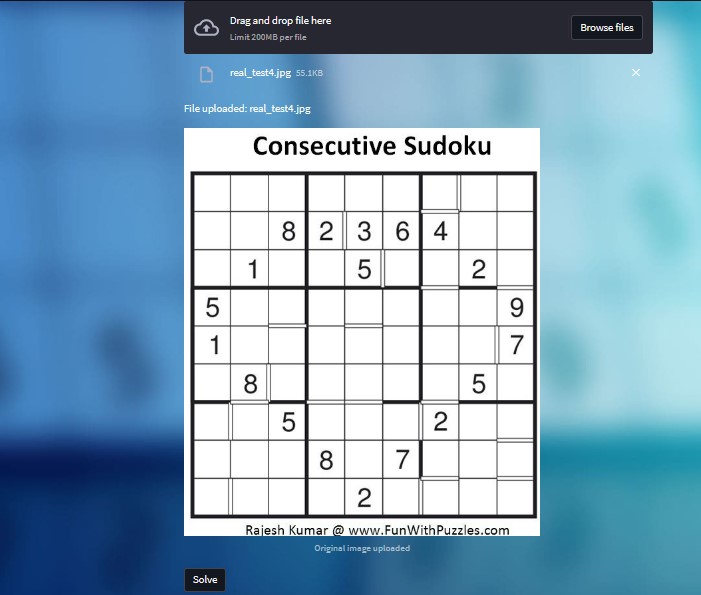 Drag and drop file here
Limit 200MB per file
Browse files
real_test4.jpg 55.1KB
File uploaded: real_test4.jpg
Consecutive Sudoku
8 2 3 6 4
1 5 2
5 9
1 7
8 5
5 2
8 7
2
Rajesh Kumar @ www.FunWithPuzzles.com
Original image uploaded
Solve